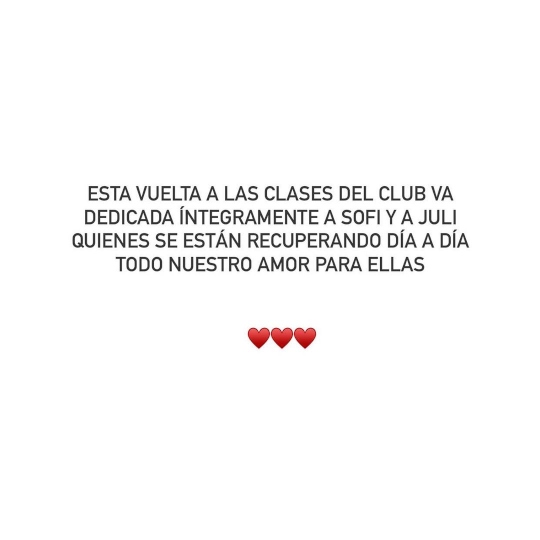 ESTA VUELTA A LAS CLASES DEL CLUB VA
DEDICADA ÍNTEGRAMENTE A SOFI Y A JULI
QUIENES SE ESTÁN RECUPERANDO DÍA A DÍA
TODO NUESTRO AMOR PARA ELLAS
♥️♥️♥️